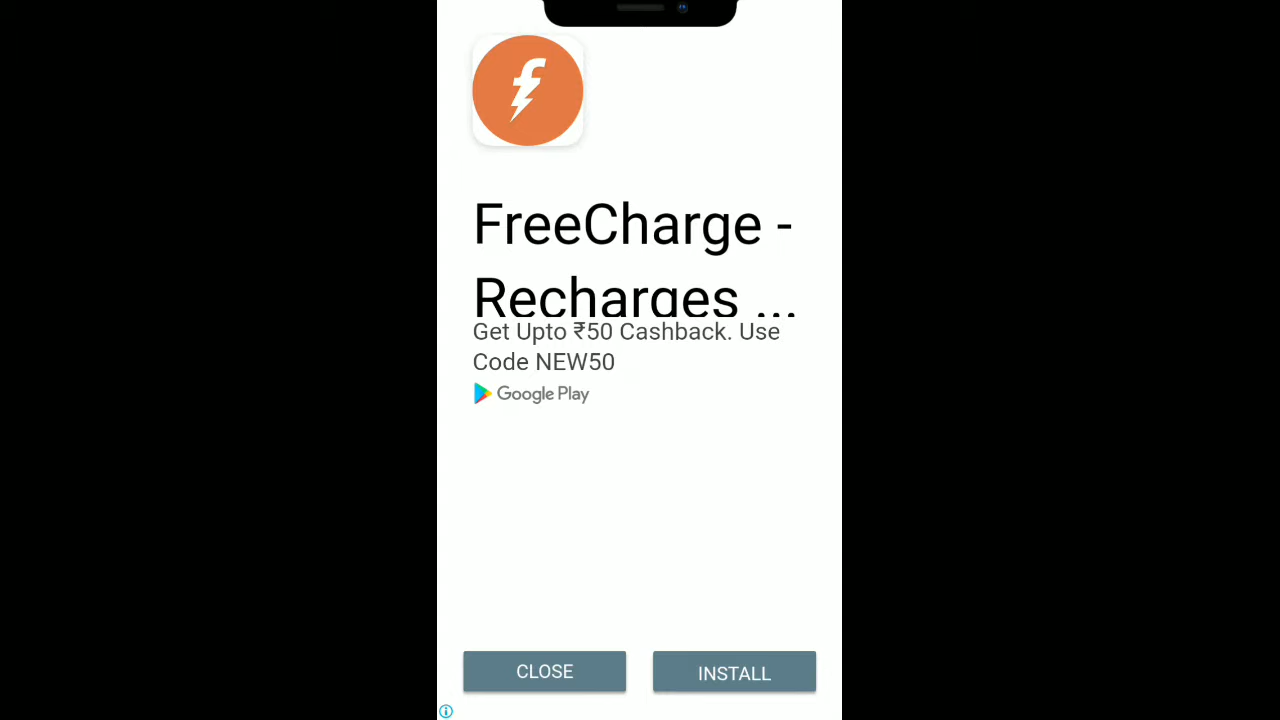 FreeCharge -
Recharges ...
Get Upto ₹50 Cashback. Use
Code NEW50
Google Play
CLOSE
INSTALL